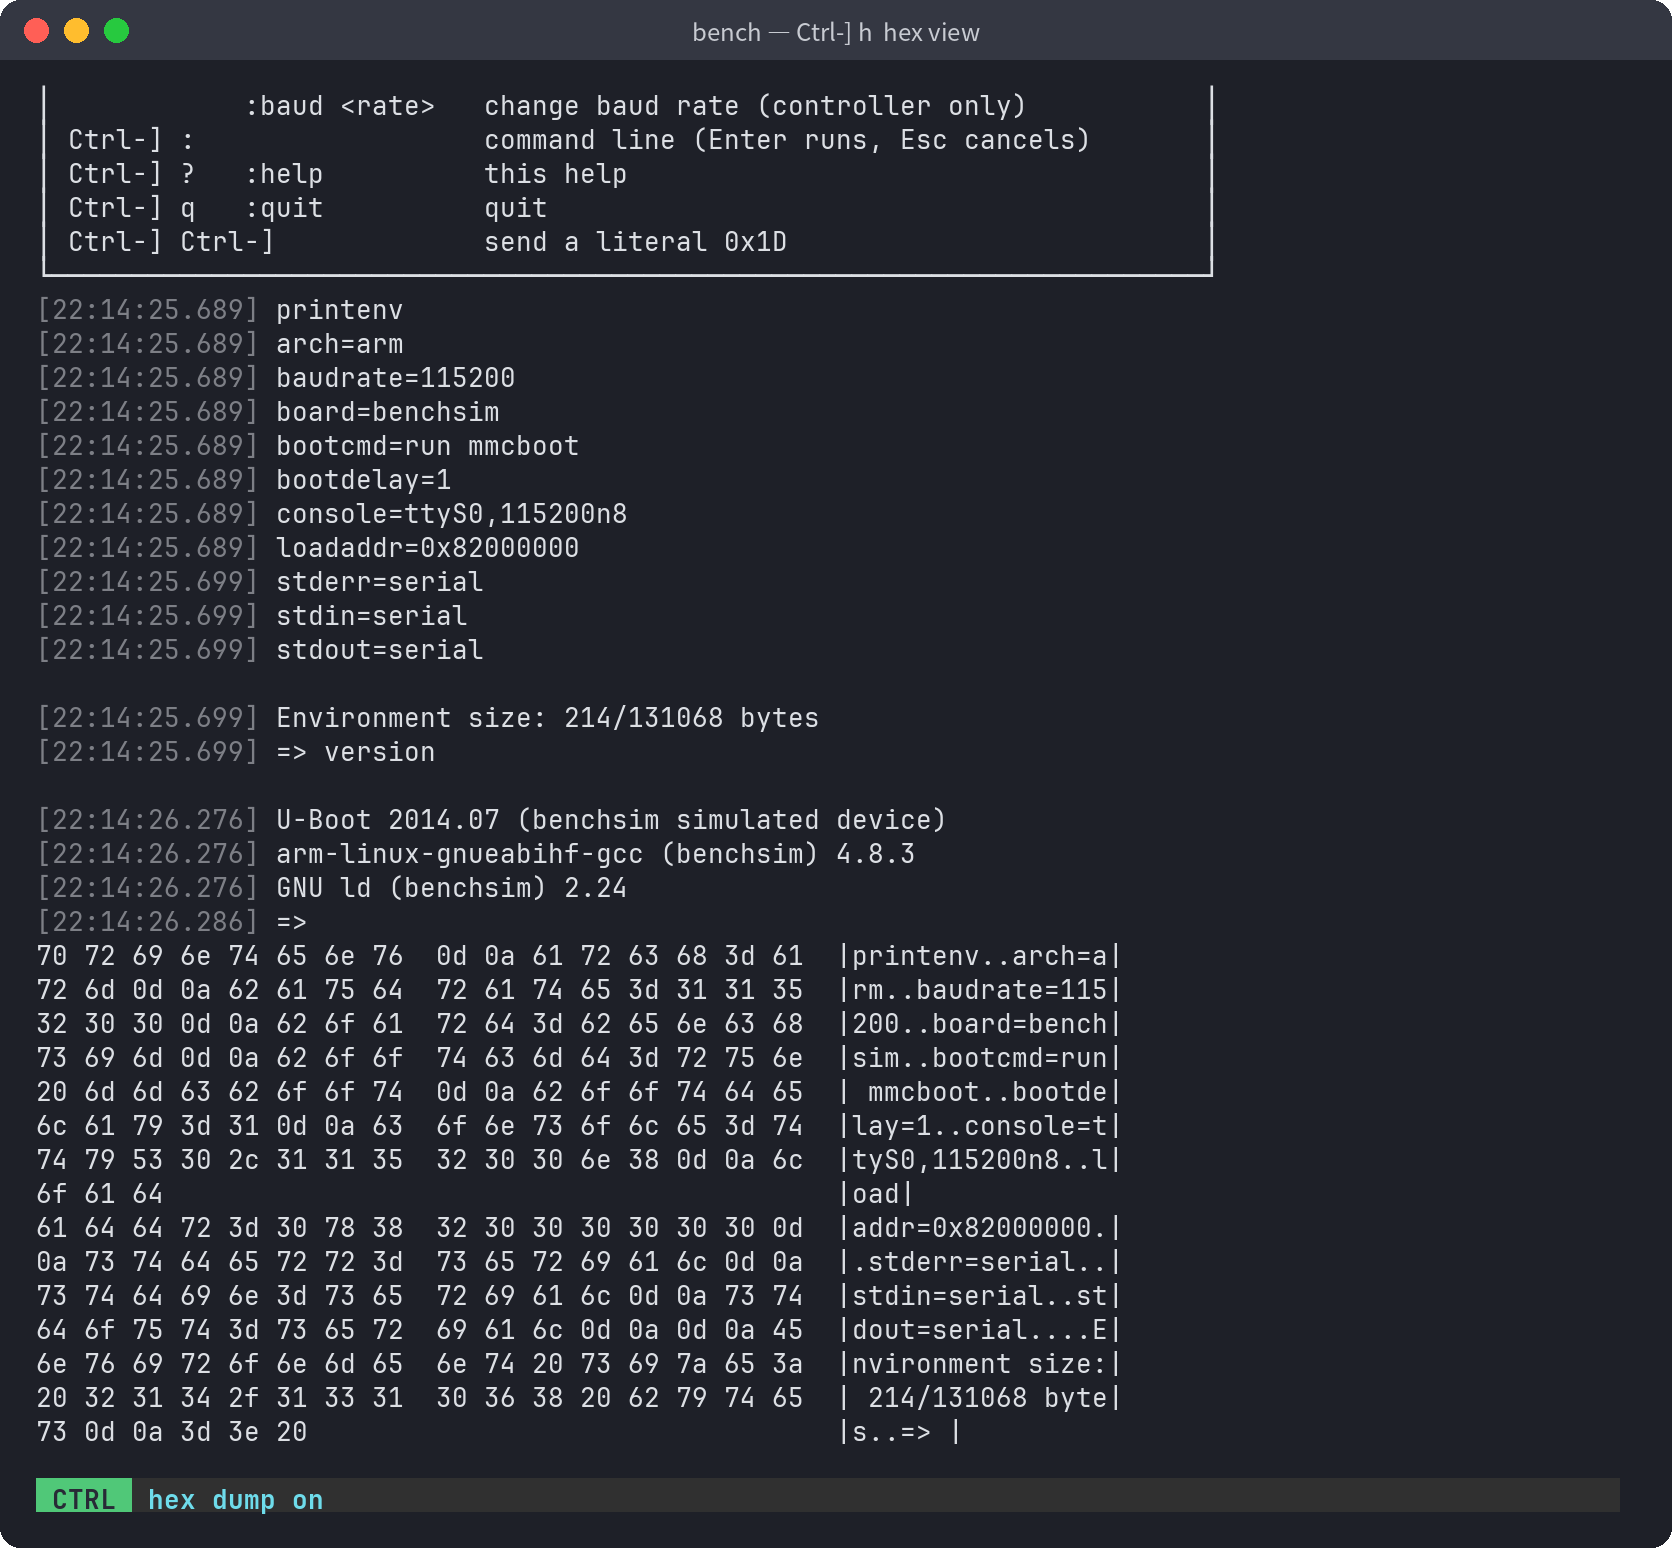 bench — Ctrl-] h  hex view
:baud <rate>   change baud rate (controller only)
Ctrl-] :                  command line (Enter runs, Esc cancels)
Ctrl-] ?   :help          this help
Ctrl-] q   :quit          quit
Ctrl-] Ctrl-]             send a literal 0x1D
[22:14:25.689] printenv
[22:14:25.689] arch=arm
[22:14:25.689] baudrate=115200
[22:14:25.689] board=benchsim
[22:14:25.689] bootcmd=run mmcboot
[22:14:25.689] bootdelay=1
[22:14:25.689] console=ttyS0,115200n8
[22:14:25.689] loadaddr=0x82000000
[22:14:25.699] stderr=serial
[22:14:25.699] stdin=serial
[22:14:25.699] stdout=serial
[22:14:25.699] Environment size: 214/131068 bytes
[22:14:25.699] => version
[22:14:26.276] U-Boot 2014.07 (benchsim simulated device)
[22:14:26.276] arm-linux-gnueabihf-gcc (benchsim) 4.8.3
[22:14:26.276] GNU ld (benchsim) 2.24
[22:14:26.286] =>
70 72 69 6e 74 65 6e 76  0d 0a 61 72 63 68 3d 61  |printenv..arch=a|
72 6d 0d 0a 62 61 75 64  72 61 74 65 3d 31 31 35  |rm..baudrate=115|
32 30 30 0d 0a 62 6f 61  72 64 3d 62 65 6e 63 68  |200..board=bench|
73 69 6d 0d 0a 62 6f 6f  74 63 6d 64 3d 72 75 6e  |sim..bootcmd=run|
20 6d 6d 63 62 6f 6f 74  0d 0a 62 6f 6f 74 64 65  | mmcboot..bootde|
6c 61 79 3d 31 0d 0a 63  6f 6e 73 6f 6c 65 3d 74  |lay=1..console=t|
74 79 53 30 2c 31 31 35  32 30 30 6e 38 0d 0a 6c  |tyS0,115200n8..l|
6f 61 64                                          |oad|
61 64 64 72 3d 30 78 38  32 30 30 30 30 30 30 0d  |addr=0x82000000.|
0a 73 74 64 65 72 72 3d  73 65 72 69 61 6c 0d 0a  |.stderr=serial..|
73 74 64 69 6e 3d 73 65  72 69 61 6c 0d 0a 73 74  |stdin=serial..st|
64 6f 75 74 3d 73 65 72  69 61 6c 0d 0a 0d 0a 45  |dout=serial....E|
6e 76 69 72 6f 6e 6d 65  6e 74 20 73 69 7a 65 3a  |nvironment size:|
20 32 31 34 2f 31 33 31  30 36 38 20 62 79 74 65  | 214/131068 byte|
73 0d 0a 3d 3e 20                                 |s..=> |
CTRL  hex dump on